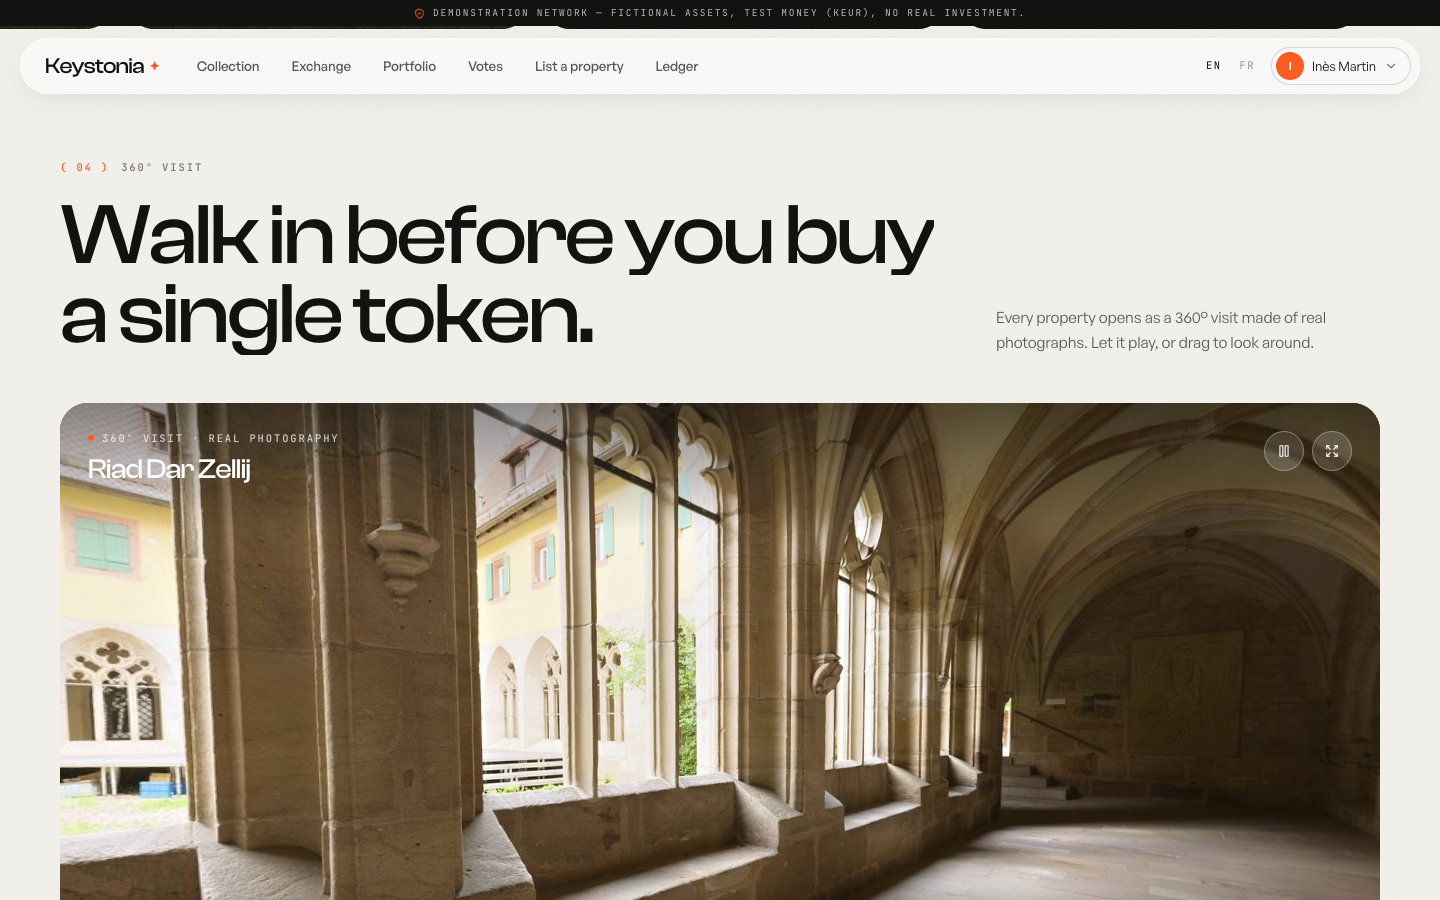 DEMONSTRATION NETWORK — FICTIONAL ASSETS, TEST MONEY (KEUR), NO REAL INVESTMENT.
Keystonia
Collection
Exchange
Portfolio
Votes
List a property
Ledger
EN
FR
I
Inès Martin
( 04 ) 360° VISIT
Walk in before you buy
a single token.
Every property opens as a 360° visit made of real
photographs. Let it play, or drag to look around.
360° VISIT · REAL PHOTOGRAPHY
Riad Dar Zellij